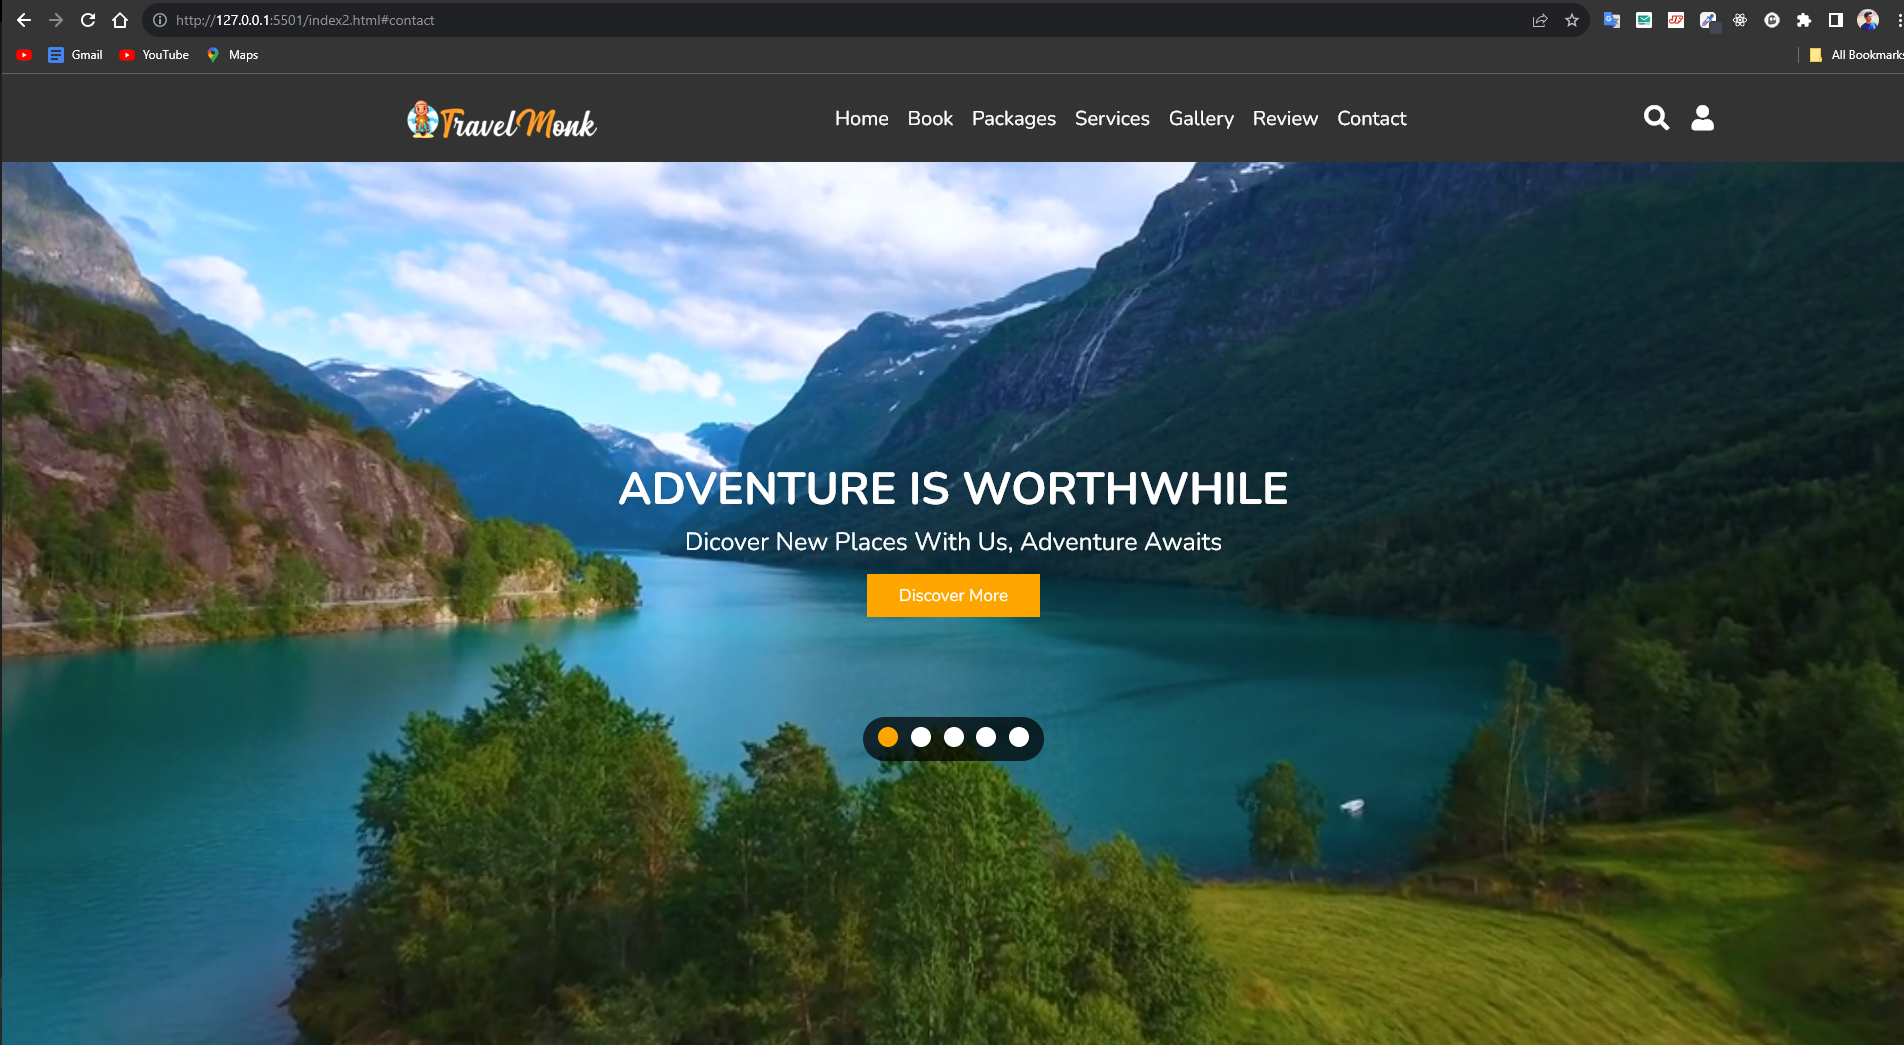 http://127.0.0.1:5501/index2.html#contact
Gmail YouTube Maps All Bookmarks
TravelMonk Home Book Packages Services Gallery Review Contact
ADVENTURE IS WORTHWHILE
Dicover New Places With Us, Adventure Awaits
Discover More